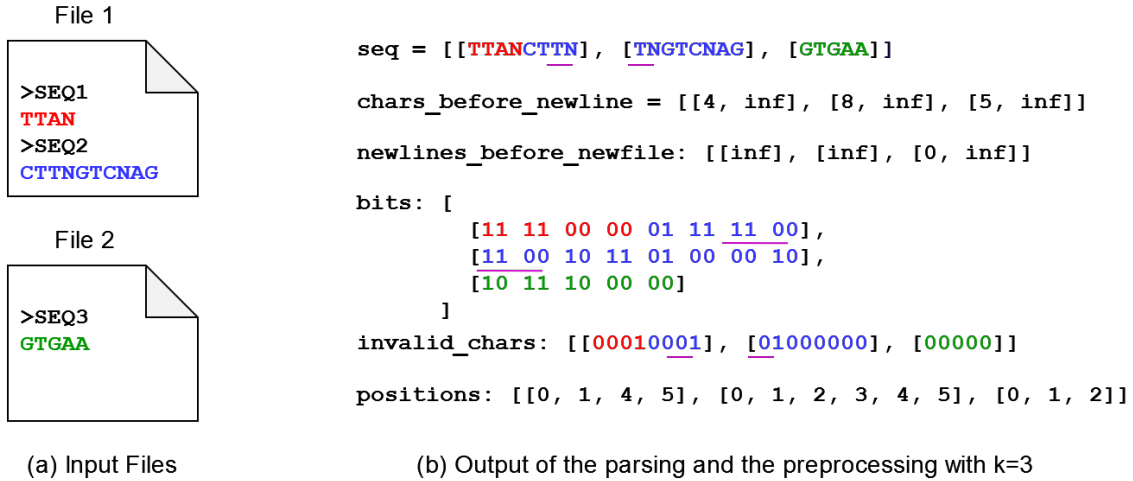 File 1
>SEQ1
TTAN
>SEQ2
CTTNGTCNAG
File 2
>SEQ3
GTGAA
(a) Input Files
seq = [[TTANCTTN], [TNGTCNAG], [GTGAA]]
chars_before_newline = [[4, inf], [8, inf], [5, inf]]
newlines_before_newfile: [[inf], [inf], [0, inf]]
bits: [
[11 11 00 00 01 11 11 00],
[11 00 10 11 01 00 00 10],
[10 11 10 00 00]
]
invalid_chars: [[00010001], [01000000], [00000]]
positions: [[0, 1, 4, 5], [0, 1, 2, 3, 4, 5], [0, 1, 2]]
(b) Output of the parsing and the preprocessing with k=3